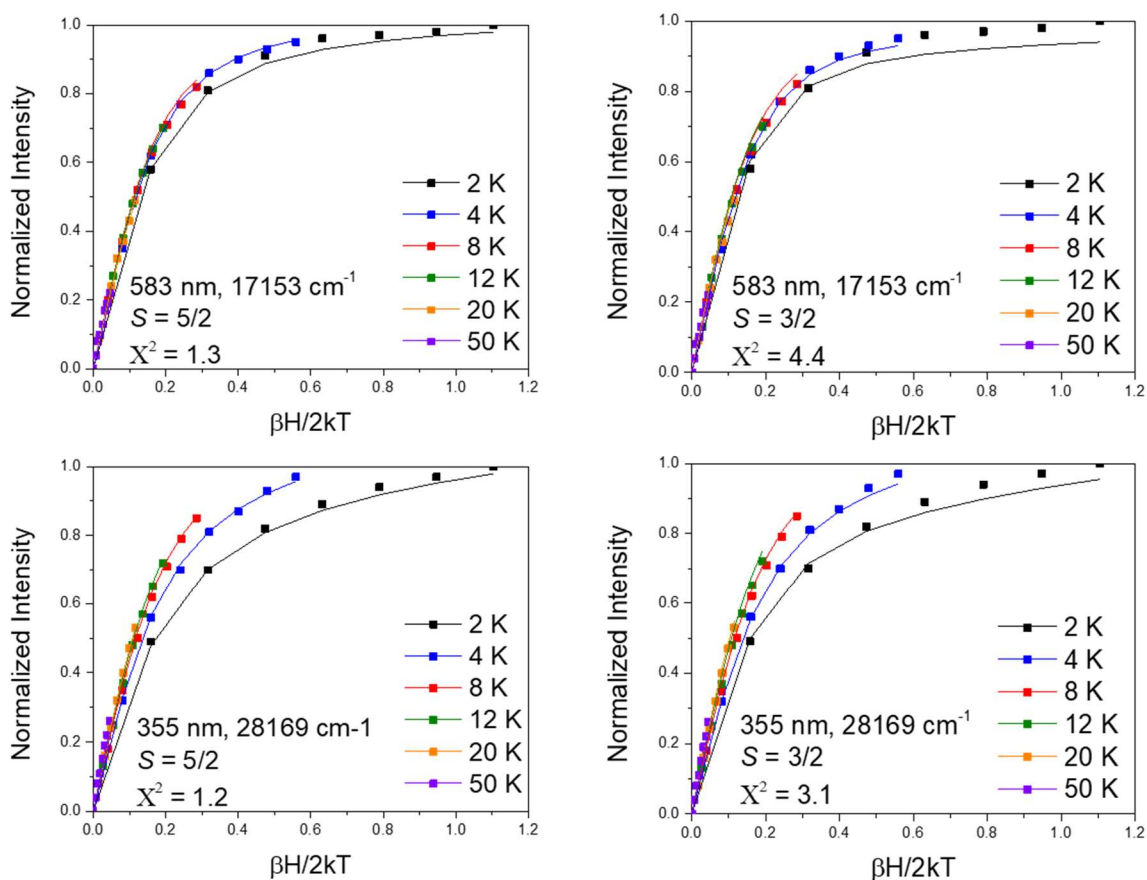 1.0
0.8
0.6
0.4
0.2
0.0
Normalized Intensity
2 K
4 K
8 K
12 K
20 K
50 K
583 nm, 17153 cm⁻¹
S = 5/2
X² = 1.3
0.0 0.2 0.4 0.6 0.8 1.0 1.2
βH/2kT
1.0
0.8
0.6
0.4
0.2
0.0
Normalized Intensity
2 K
4 K
8 K
12 K
20 K
50 K
583 nm, 17153 cm⁻¹
S = 3/2
X² = 4.4
0.0 0.2 0.4 0.6 0.8 1.0 1.2
βH/2kT
1.0
0.8
0.6
0.4
0.2
0.0
Normalized Intensity
2 K
4 K
8 K
12 K
20 K
50 K
355 nm, 28169 cm-1
S = 5/2
X² = 1.2
0.0 0.2 0.4 0.6 0.8 1.0 1.2
βH/2kT
1.0
0.8
0.6
0.4
0.2
0.0
Normalized Intensity
2 K
4 K
8 K
12 K
20 K
50 K
355 nm, 28169 cm⁻¹
S = 3/2
X² = 3.1
0.0 0.2 0.4 0.6 0.8 1.0 1.2
βH/2kT